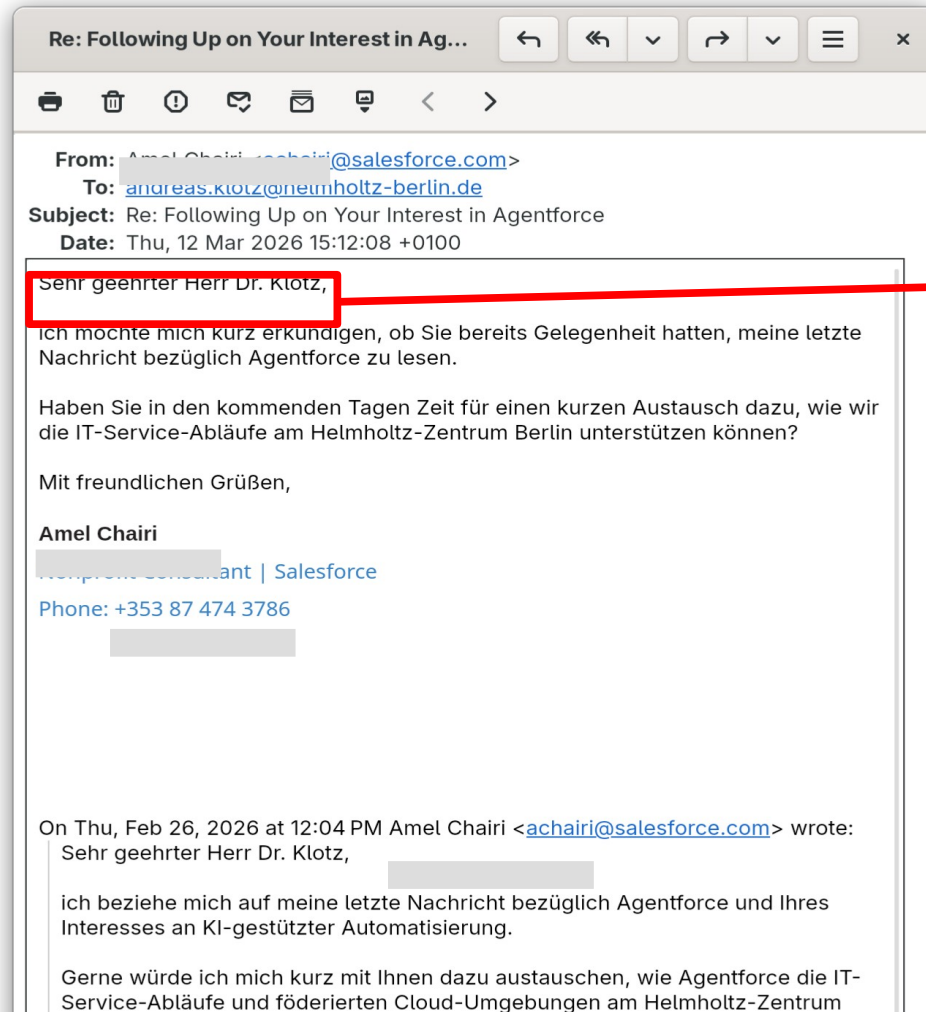 Re: Following Up on Your Interest in Ag...
From: @salesforce.com>
To: andreas.klotz@helmholtz-berlin.de
Subject: Re: Following Up on Your Interest in Agentforce
Date: Thu, 12 Mar 2026 15:12:08 +0100
Sehr geehrter Herr Dr. Klotz,
ich möchte mich kurz erkundigen, ob Sie bereits Gelegenheit hatten, meine letzte
Nachricht bezüglich Agentforce zu lesen.
Haben Sie in den kommenden Tagen Zeit für einen kurzen Austausch dazu, wie wir
die IT-Service-Abläufe am Helmholtz-Zentrum Berlin unterstützen können?
Mit freundlichen Grüßen,
Amel Chairi
| Salesforce
Phone: +353 87 474 3786
On Thu, Feb 26, 2026 at 12:04 PM Amel Chairi <achairi@salesforce.com> wrote:
Sehr geehrter Herr Dr. Klotz,
ich beziehe mich auf meine letzte Nachricht bezüglich Agentforce und Ihres
Interesses an KI-gestützter Automatisierung.
Gerne würde ich mich kurz mit Ihnen dazu austauschen, wie Agentforce die IT-
Service-Abläufe und föderierten Cloud-Umgebungen am Helmholtz-Zentrum